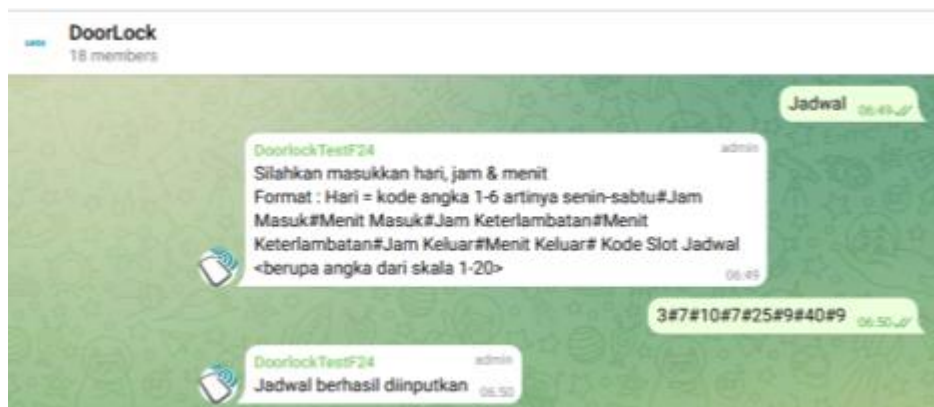 DoorLock
18 members
Jadwal 06:49
DoorlockTestF24 admin
Silahkan masukkan hari, jam & menit
Format : Hari = kode angka 1-6 artinya senin-sabtu#Jam
Masuk#Menit Masuk#Jam Keterlambatan#Menit
Keterlambatan#Jam Keluar#Menit Keluar# Kode Slot Jadwal
<berupa angka dari skala 1-20>
06:49
3#7#10#7#25#9#40#9 06:50
DoorlockTestF24 admin
Jadwal berhasil diinputkan 06:50